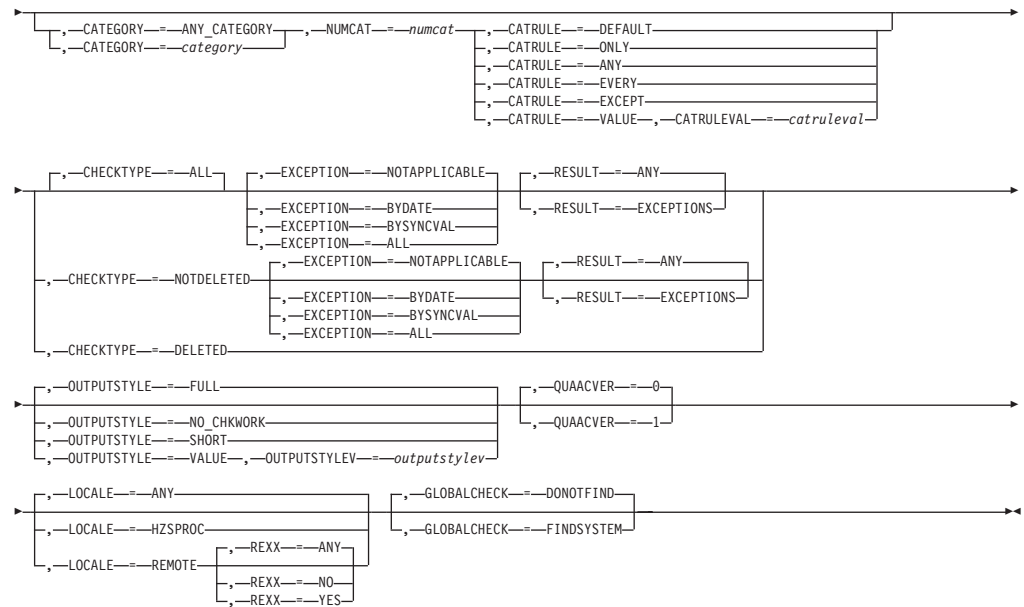 ,—CATEGORY—=—ANY_CATEGORY ,—NUMCAT—=—numcat ,—CATRULE—=—DEFAULT
,—CATEGORY—=—category ,—CATRULE—=—ONLY
,—CATRULE—=—ANY
,—CATRULE—=—EVERY
,—CATRULE—=—EXCEPT
,—CATRULE—=—VALUE—,—CATRULEVAL—=—catruleval
,—CHECKTYPE—=—ALL ,—EXCEPTION—=—NOTAPPLICABLE ,—RESULT—=—ANY
,—EXCEPTION—=—BYDATE ,—RESULT—=—EXCEPTIONS
,—EXCEPTION—=—BYSYNCVAL
,—EXCEPTION—=—ALL
,—EXCEPTION—=—NOTAPPLICABLE ,—RESULT—=—ANY
,—CHECKTYPE—=—NOTDELETED
,—EXCEPTION—=—BYDATE ,—RESULT—=—EXCEPTIONS
,—EXCEPTION—=—BYSYNCVAL
,—EXCEPTION—=—ALL
,—CHECKTYPE—=—DELETED
,—OUTPUTSTYLE—=—FULL ,—QUAACVER—=—0
,—OUTPUTSTYLE—=—NO_CHKWORK ,—QUAACVER—=—1
,—OUTPUTSTYLE—=—SHORT
,—OUTPUTSTYLE—=—VALUE—,—OUTPUTSTYLEV—=—outputstylev
,—LOCALE—=—ANY ,—GLOBALCHECK—=—DONOTFIND
,—LOCALE—=—HZSPROC ,—GLOBALCHECK—=—FINDSYSTEM
,—REXX—=—ANY
,—LOCALE—=—REMOTE
,—REXX—=—NO
,—REXX—=—YES